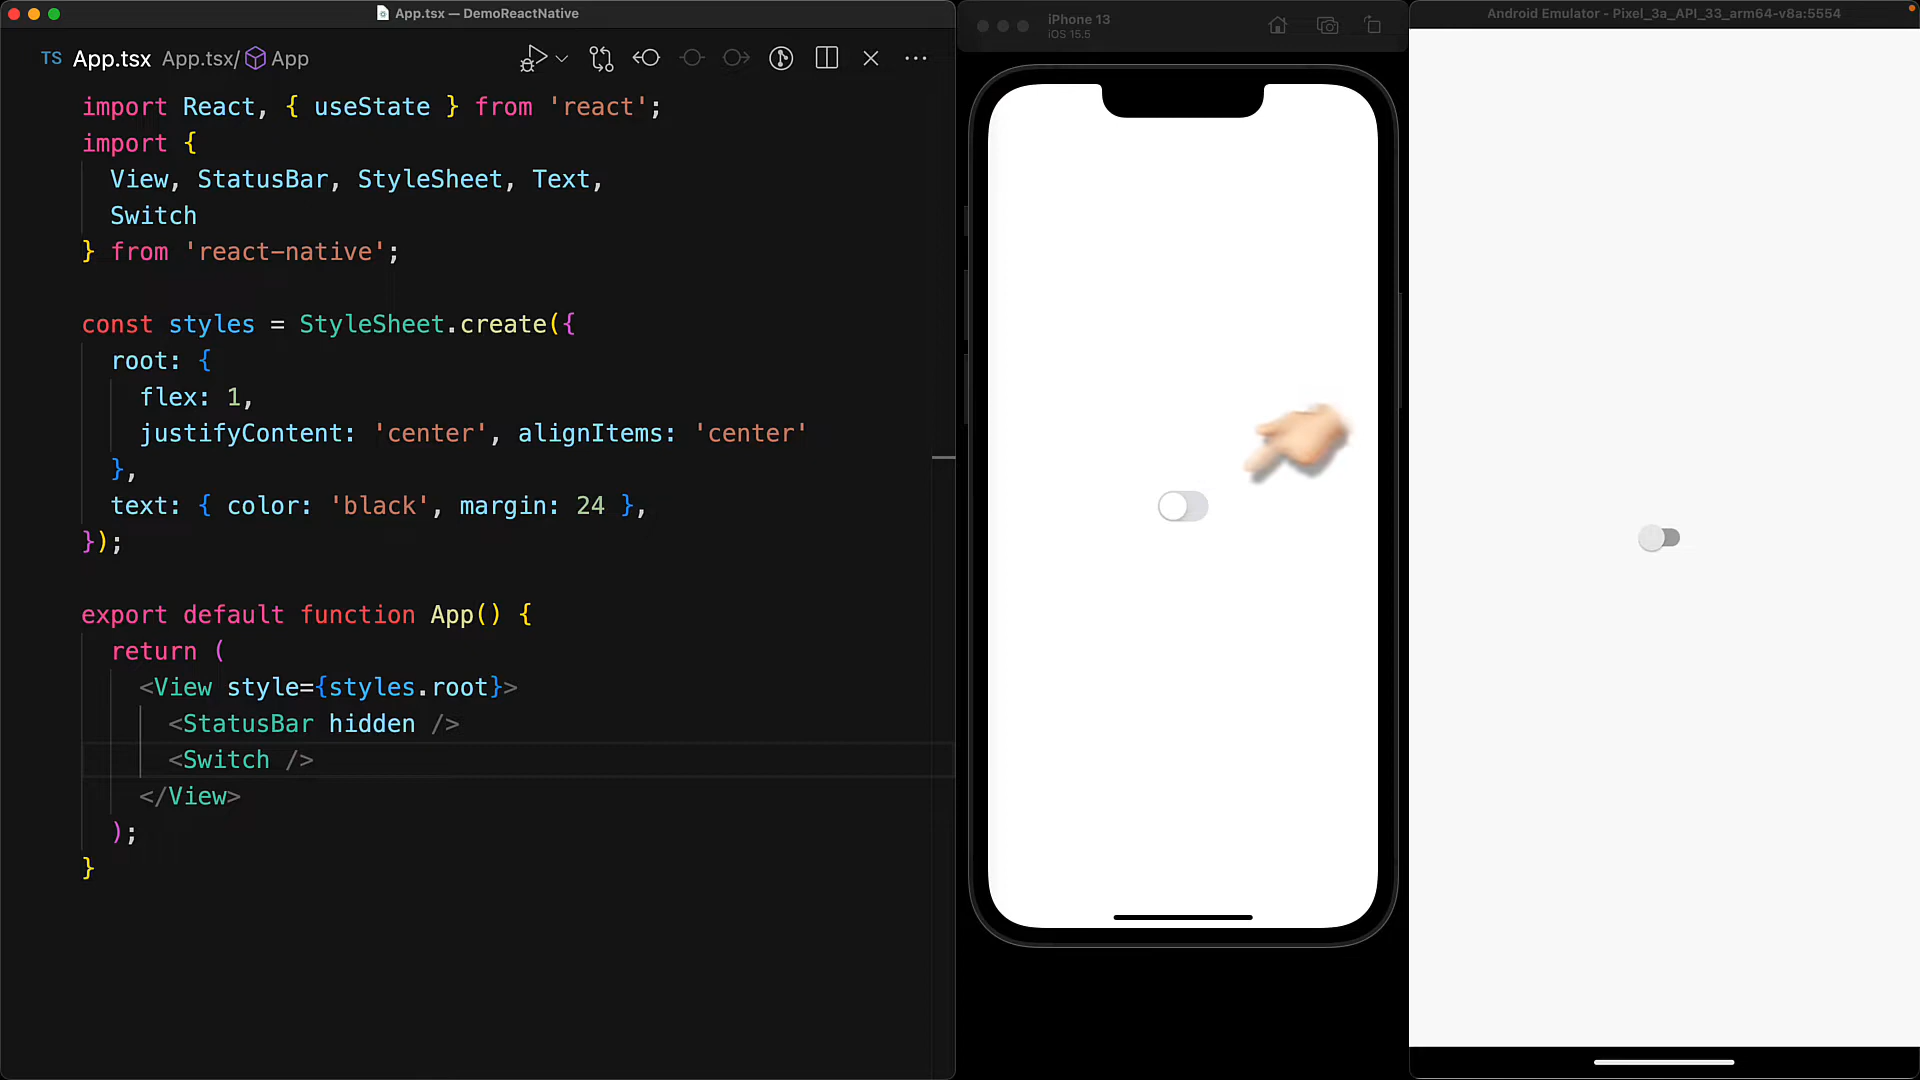 App.tsx — DemoReactNative
TS App.tsx App.tsx/ App
import React, { useState } from 'react';
import {
View, StatusBar, StyleSheet, Text,
Switch
} from 'react-native';
const styles = StyleSheet.create({
root: {
flex: 1,
justifyContent: 'center', alignItems: 'center'
},
text: { color: 'black', margin: 24 },
});
export default function App() {
return (
<View style={styles.root}>
<StatusBar hidden />
<Switch />
</View>
);
}
iPhone 13
iOS 15.5
Android Emulator - Pixel_3a_API_33_arm64-v8a:5554